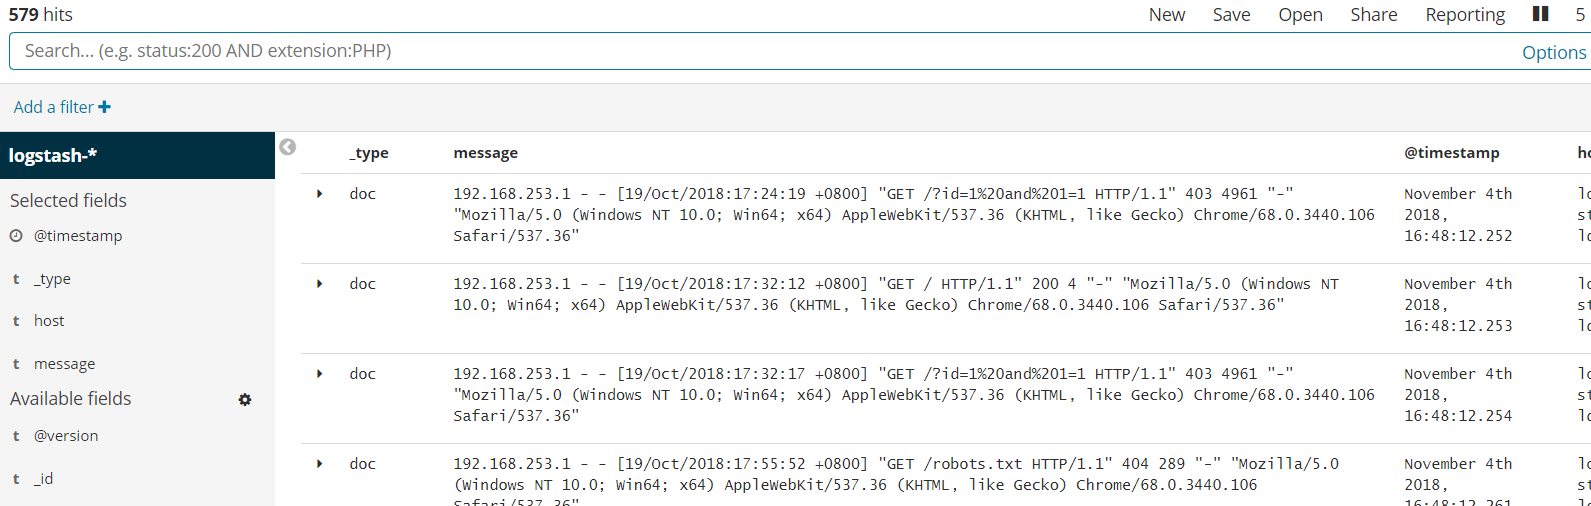 579 hits
New Save Open Share Reporting 5
Search... (e.g. status:200 AND extension:PHP)
Options
Add a filter +
logstash-*
Selected fields
@timestamp
t _type
t host
t message
Available fields
t @version
t _id
_type message @timestamp
doc
192.168.253.1 - - [19/Oct/2018:17:24:19 +0800] "GET /?id=1%20and%201=1 HTTP/1.1" 403 4961 "-"
"Mozilla/5.0 (Windows NT 10.0; Win64; x64) AppleWebKit/537.36 (KHTML, like Gecko) Chrome/68.0.3440.106
Safari/537.36"
November 4th
2018,
16:48:12.252
doc
192.168.253.1 - - [19/Oct/2018:17:32:12 +0800] "GET / HTTP/1.1" 200 4 "-" "Mozilla/5.0 (Windows NT
10.0; Win64; x64) AppleWebKit/537.36 (KHTML, like Gecko) Chrome/68.0.3440.106 Safari/537.36"
November 4th
2018,
16:48:12.253
doc
192.168.253.1 - - [19/Oct/2018:17:32:17 +0800] "GET /?id=1%20and%201=1 HTTP/1.1" 403 4961 "-"
"Mozilla/5.0 (Windows NT 10.0; Win64; x64) AppleWebKit/537.36 (KHTML, like Gecko) Chrome/68.0.3440.106
Safari/537.36"
November 4th
2018,
16:48:12.254
doc
192.168.253.1 - - [19/Oct/2018:17:55:52 +0800] "GET /robots.txt HTTP/1.1" 404 289 "-" "Mozilla/5.0
(Windows NT 10.0; Win64; x64) AppleWebKit/537.36 (KHTML, like Gecko) Chrome/68.0.3440.106
Safari/537.36"
November 4th
2018,
16:48:12.261